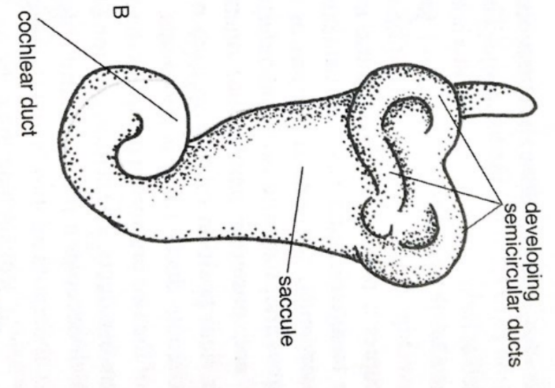 developing
semicircular ducts
saccule
B
cochlear duct